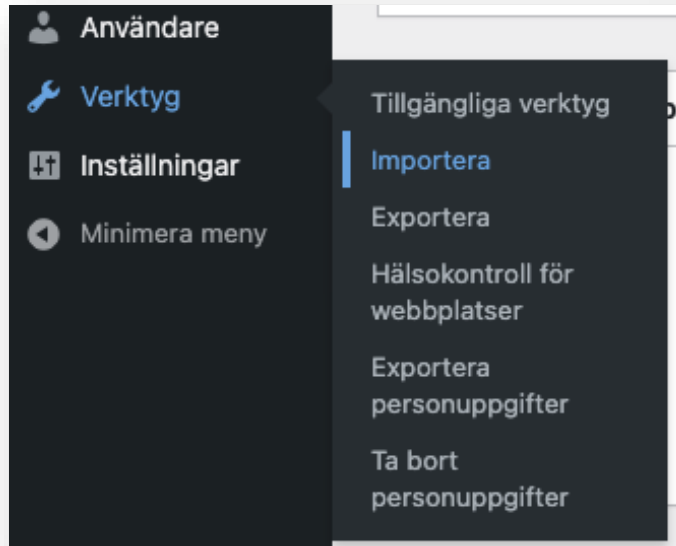 Användare
Verktyg
Inställningar
Minimera meny
Tillgängliga verktyg
Importera
Exportera
Hälsokontroll för
webbplatser
Exportera
personuppgifter
Ta bort
personuppgifter